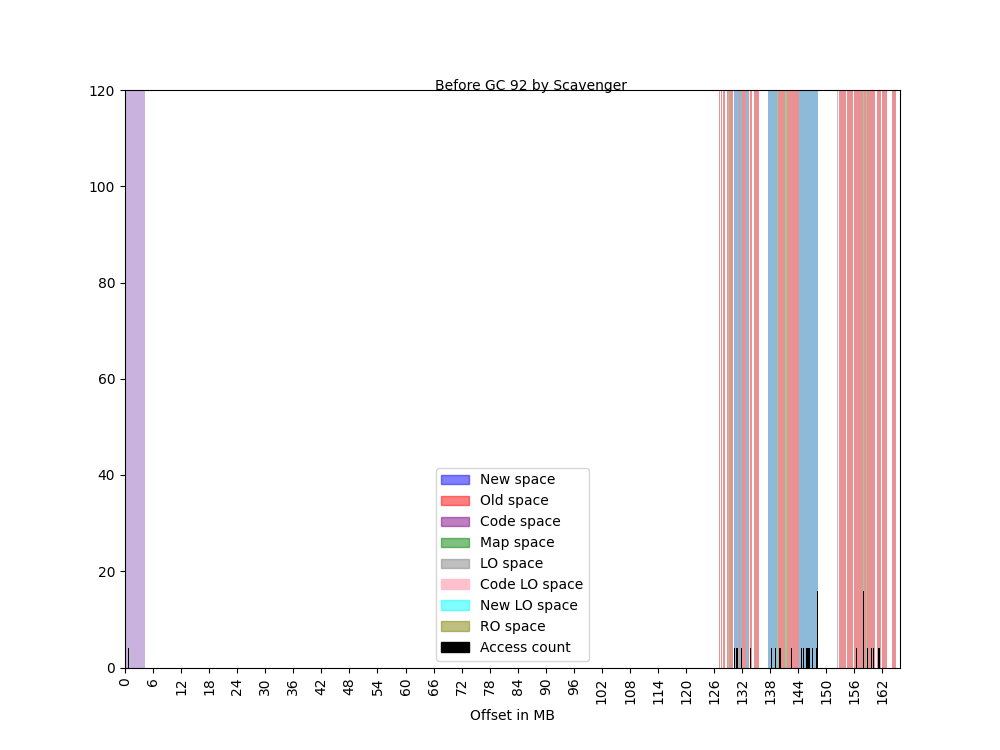 Before GC 92 by Scavenger
120
100
80
60
40
20
0
New space
Old space
Code space
Map space
LO space
Code LO space
New LO space
RO space
Access count
0 6 12 18 24 30 36 42 48 54 60 66 72 78 84 90 96 102 108 114 120 126 132 138 144 150 156 162
Offset in MB